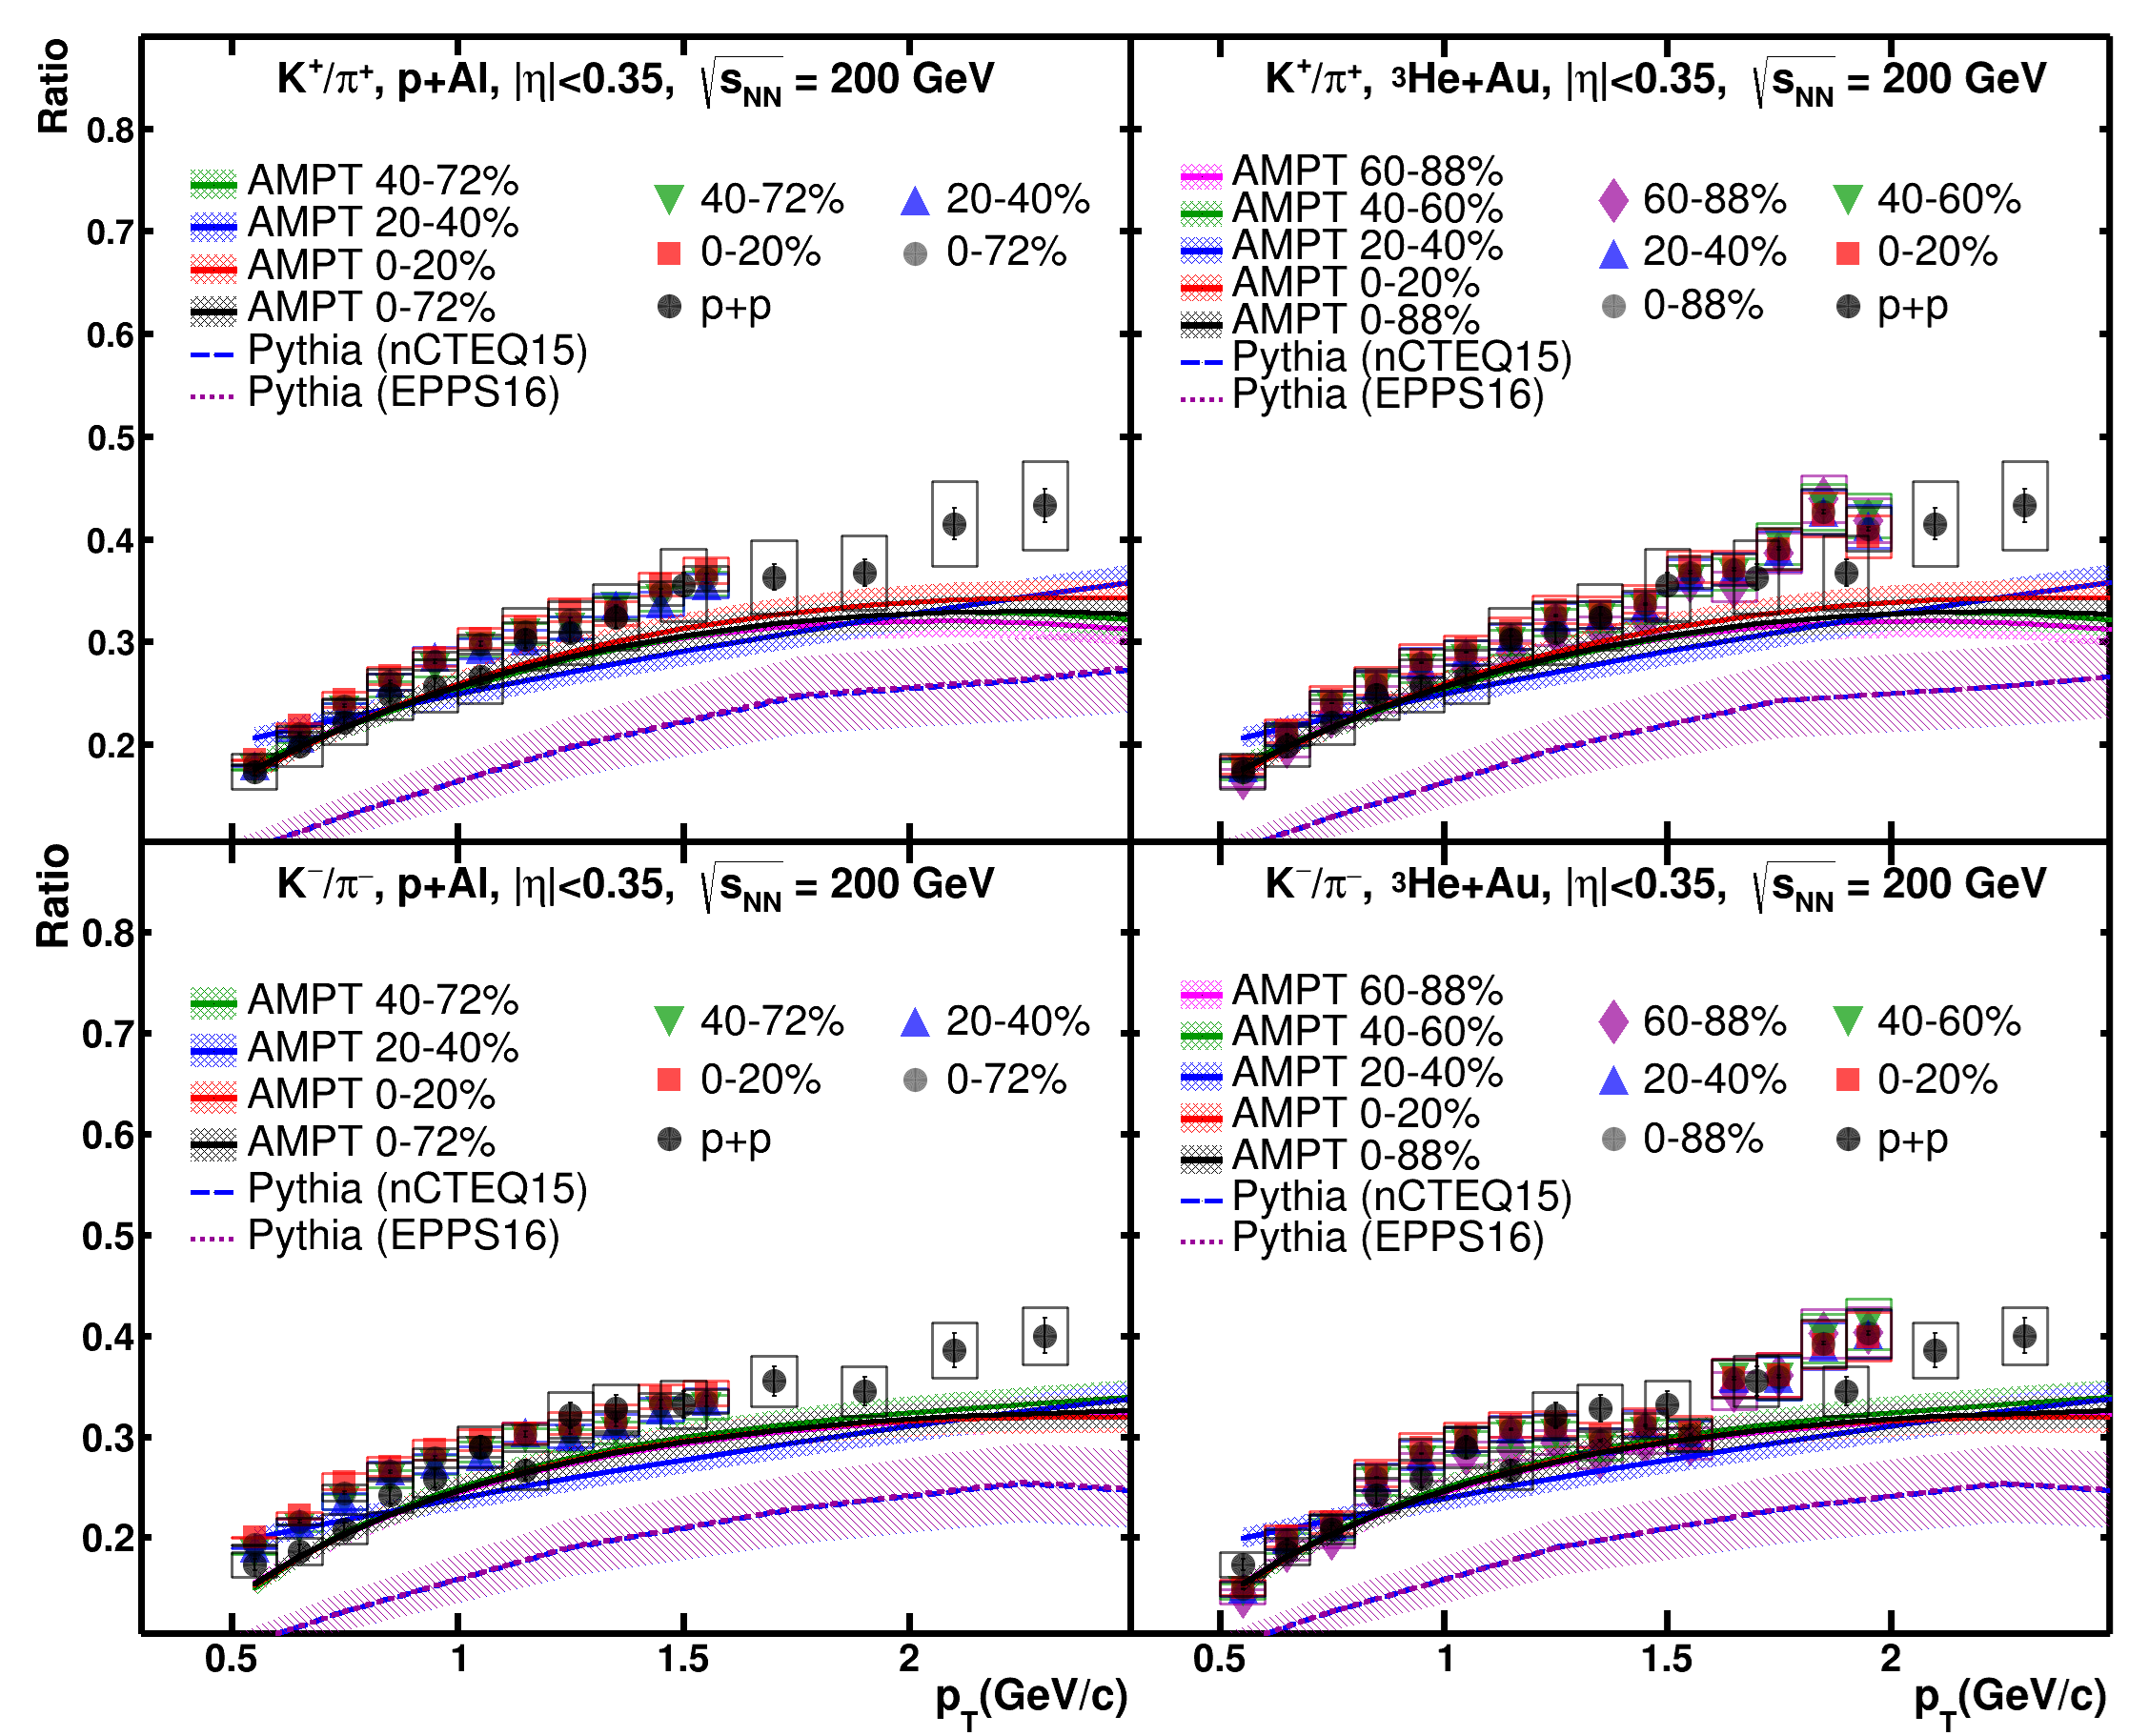 Ratio
K⁺/π⁺, p+Al, |η|<0.35, √sNN = 200 GeV
AMPT 40-72%
AMPT 20-40%
AMPT 0-20%
AMPT 0-72%
Pythia (nCTEQ15)
Pythia (EPPS16)
40-72% 20-40%
0-20% 0-72%
p+p
0.8
0.7
0.6
0.5
0.4
0.3
0.2
K⁺/π⁺, ³He+Au, |η|<0.35, √sNN = 200 GeV
AMPT 60-88%
AMPT 40-60%
AMPT 20-40%
AMPT 0-20%
AMPT 0-88%
Pythia (nCTEQ15)
Pythia (EPPS16)
60-88% 40-60%
20-40% 0-20%
0-88% p+p
Ratio
K⁻/π⁻, p+Al, |η|<0.35, √sNN = 200 GeV
AMPT 40-72%
AMPT 20-40%
AMPT 0-20%
AMPT 0-72%
Pythia (nCTEQ15)
Pythia (EPPS16)
40-72% 20-40%
0-20% 0-72%
p+p
0.8
0.7
0.6
0.5
0.4
0.3
0.2
0.5 1 1.5 2
pT(GeV/c)
K⁻/π⁻, ³He+Au, |η|<0.35, √sNN = 200 GeV
AMPT 60-88%
AMPT 40-60%
AMPT 20-40%
AMPT 0-20%
AMPT 0-88%
Pythia (nCTEQ15)
Pythia (EPPS16)
60-88% 40-60%
20-40% 0-20%
0-88% p+p
0.5 1 1.5 2
pT(GeV/c)